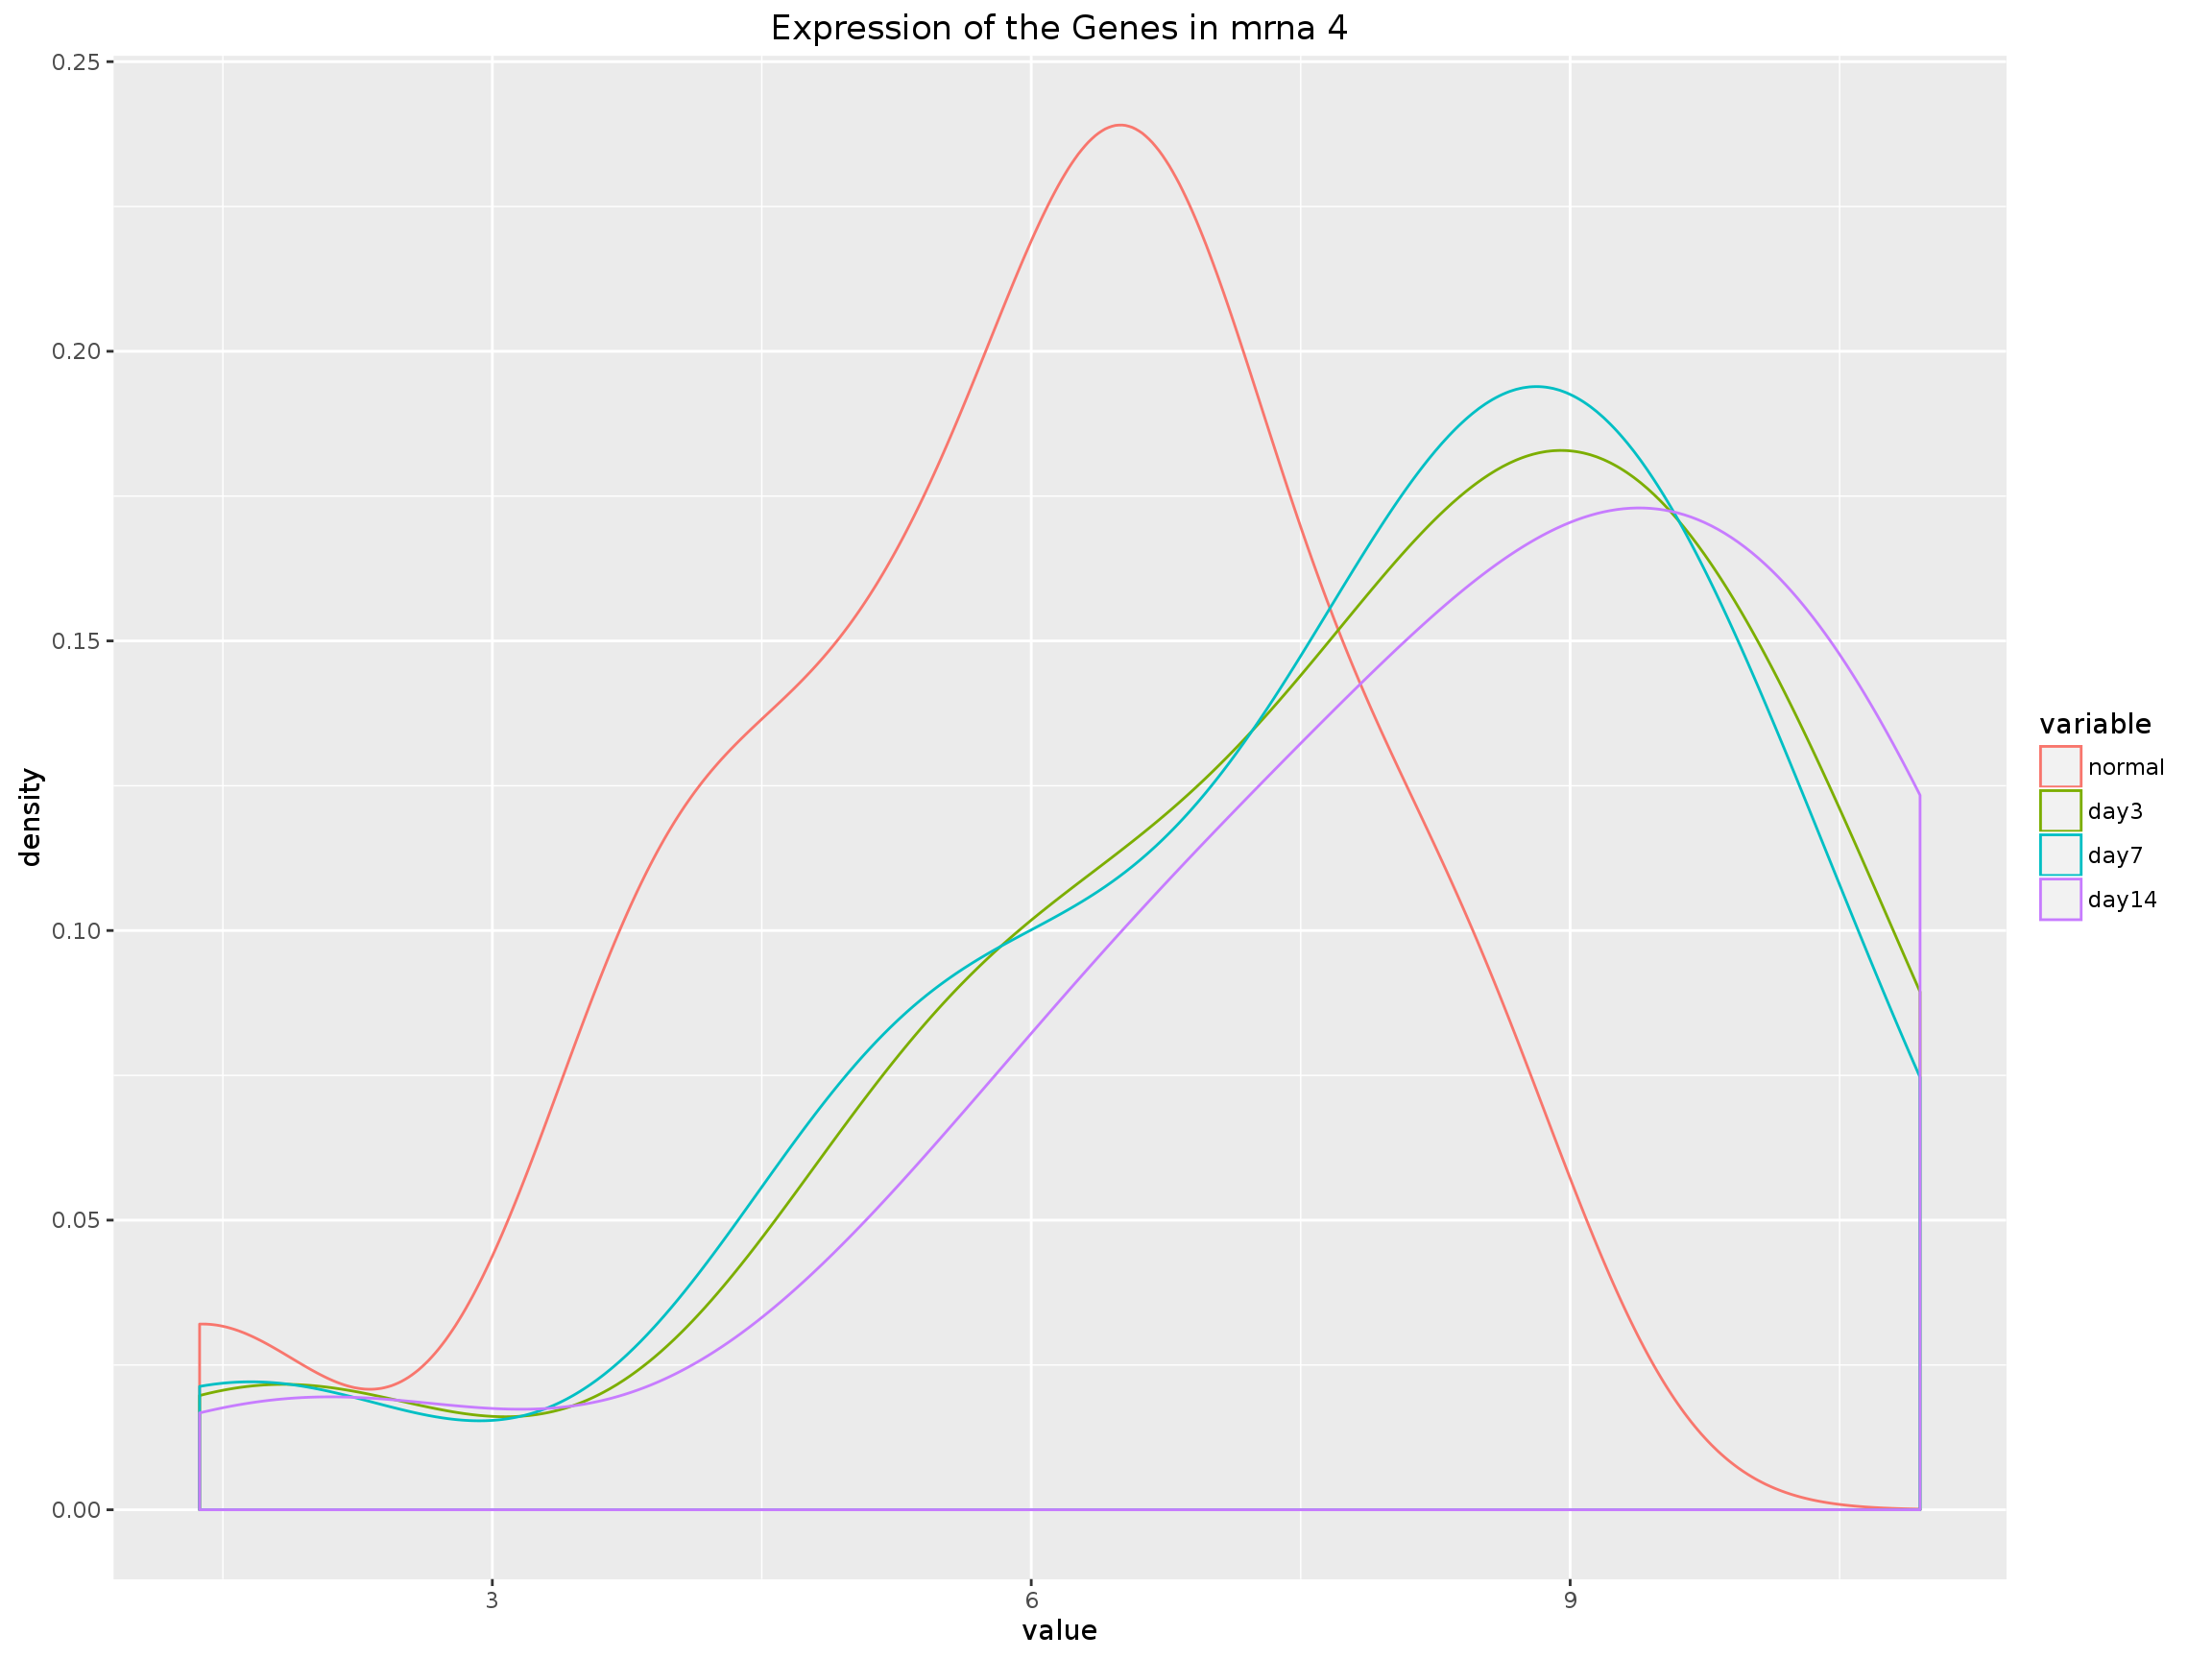 Expression of the Genes in mrna 4
0.25
0.20
0.15
0.10
0.05
0.00
density
3 6 9
value
variable
normal
day3
day7
day14